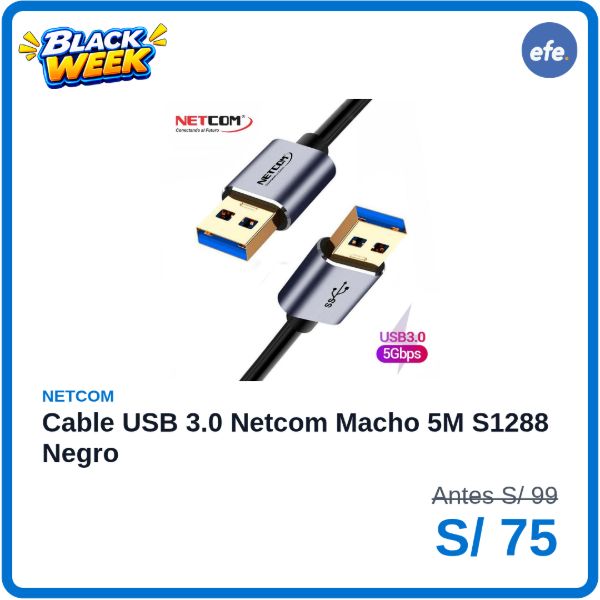 BLACK
WEEK
efe.
NETCOM®
Conectando al Futuro
NETCOM
SS
USB3.0
5Gbps
NETCOM
Cable USB 3.0 Netcom Macho 5M S1288
Negro
Antes S/ 99
S/ 75